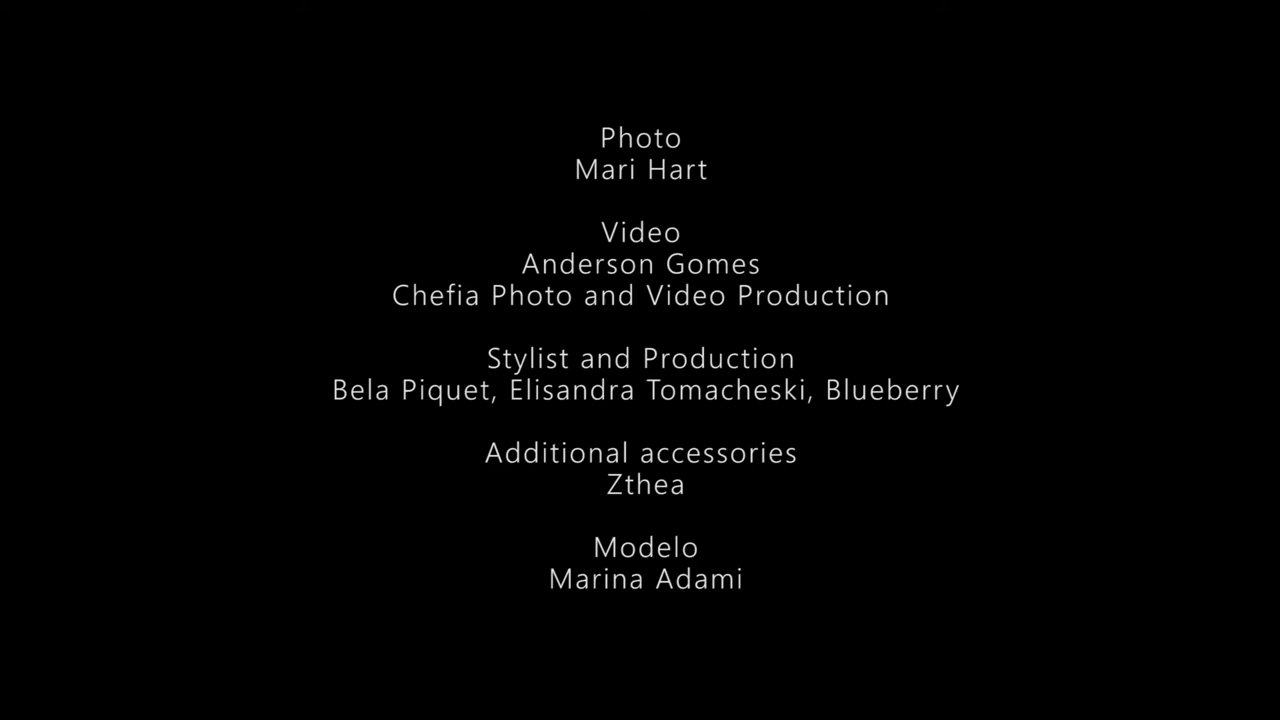 Photo
Mari Hart
Video
Anderson Gomes
Chefia Photo and Video Production
Stylist and Production
Bela Piquet, Elisandra Tomacheski, Blueberry
Additional accessories
Zthea
Modelo
Marina Adami